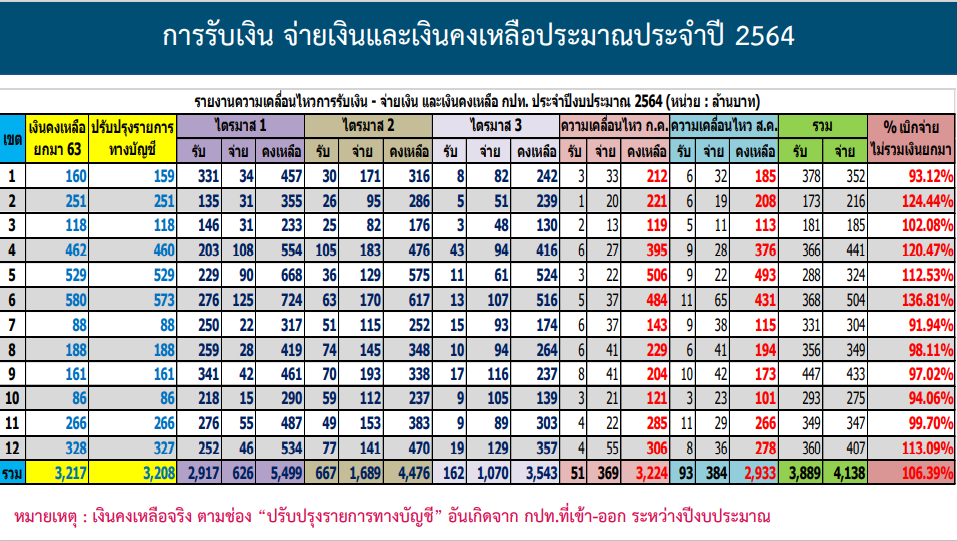 การรับเงิน จ่ายเงินและเงินคงเหลือประมาณประจำปี 2564
รายงานความเคลื่อนไหวการรับเงิน - จ่ายเงิน และเงินคงเหลือ กปท. ประจำปีงบประมาณ 2564 (หน่วย : ล้านบาท)
เขต เงินคงเหลือ ปรับปรุงรายการ ไตรมาส 1 ไตรมาส 2 ไตรมาส 3 ความเคลื่อนไหว ก.ค. ความเคลื่อนไหว ส.ค. รวม % เบิกจ่าย
ยกมา 63 ทางบัญชี รับ จ่าย คงเหลือ รับ จ่าย คงเหลือ รับ จ่าย คงเหลือ รับ จ่าย คงเหลือ รับ จ่าย คงเหลือ รับ จ่าย ไม่รวมเงินยกมา
1 160 159 331 34 457 30 171 316 8 82 242 3 33 212 6 32 185 378 352 93.12%
2 251 251 135 31 355 26 95 286 5 51 239 1 20 221 6 19 208 173 216 124.44%
3 118 118 146 31 233 25 82 176 3 48 130 2 13 119 5 11 113 181 185 102.08%
4 462 460 203 108 554 105 183 476 43 94 416 6 27 395 9 28 376 366 441 120.47%
5 529 529 229 90 668 36 129 575 11 61 524 3 22 506 9 22 493 288 324 112.53%
6 580 573 276 125 724 63 170 617 13 107 516 5 37 484 11 65 431 368 504 136.81%
7 88 88 250 22 317 51 115 252 15 93 174 6 37 143 9 38 115 331 304 91.94%
8 188 188 259 28 419 74 145 348 10 94 264 6 41 229 6 41 194 356 349 98.11%
9 161 161 341 42 461 70 193 338 17 116 237 8 41 204 10 42 173 447 433 97.02%
10 86 86 218 15 290 59 112 237 9 105 139 3 21 121 3 23 101 293 275 94.06%
11 266 266 276 55 487 49 153 383 9 89 303 4 22 285 11 29 266 349 347 99.70%
12 328 327 252 46 534 77 141 470 19 129 357 4 55 306 8 36 278 360 407 113.09%
รวม 3,217 3,208 2,917 626 5,499 667 1,689 4,476 162 1,070 3,543 51 369 3,224 93 384 2,933 3,889 4,138 106.39%
หมายเหตุ : เงินคงเหลือจริง ตามช่อง “ปรับปรุงรายการทางบัญชี” อันเกิดจาก กปท.ที่เข้า-ออก ระหว่างปีงบประมาณ